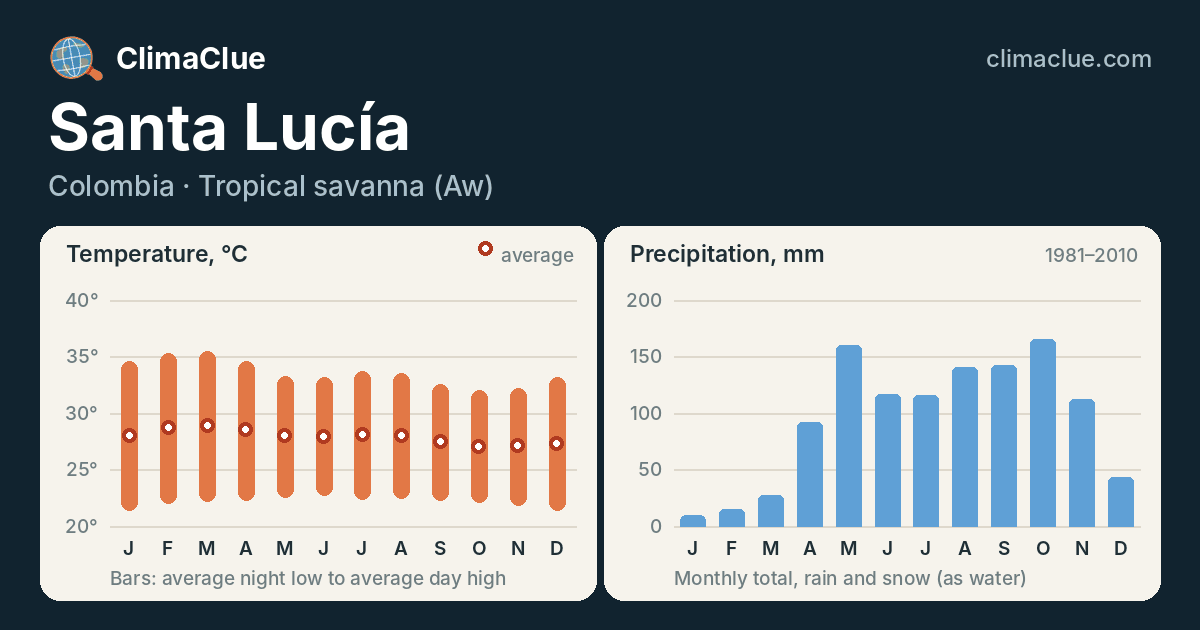 ClimaClue
climaclue.com
Santa Lucía
Colombia · Tropical savanna (Aw)
Temperature, °C
average
40°
35°
30°
25°
20°
J F M A M J J A S O N D
Bars: average night low to average day high
Precipitation, mm
1981–2010
200
150
100
50
0
J F M A M J J A S O N D
Monthly total, rain and snow (as water)